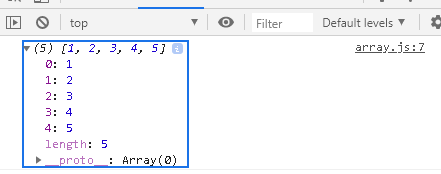 top Filter Default levels
(5) [1, 2, 3, 4, 5] i array.js:7
0: 1
1: 2
2: 3
3: 4
4: 5
length: 5
__proto__: Array(0)